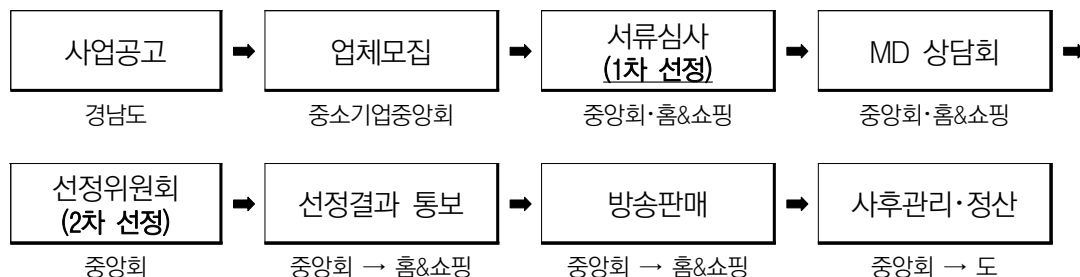 사업공고 ➡ 업체모집 ➡ 서류심사 ➡ MD 상담회 ➡
(1차 선정)
경남도 중소기업중앙회 중앙회·홈&쇼핑 중앙회·홈&쇼핑
선정위원회 ➡ 선정결과 통보 ➡ 방송판매 ➡ 사후관리·정산
(2차 선정)
중앙회 중앙회 → 홈&쇼핑 중앙회 → 홈&쇼핑 중앙회 → 도